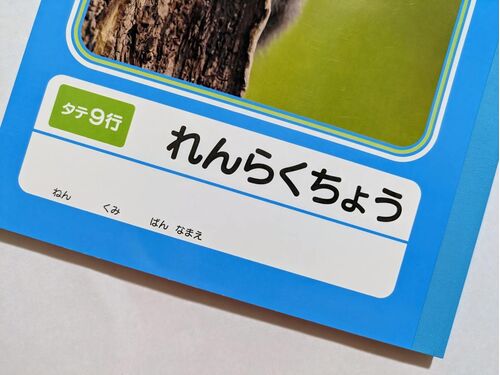 タテ9行
れんらくちょう
ねん くみ ばん なまえ